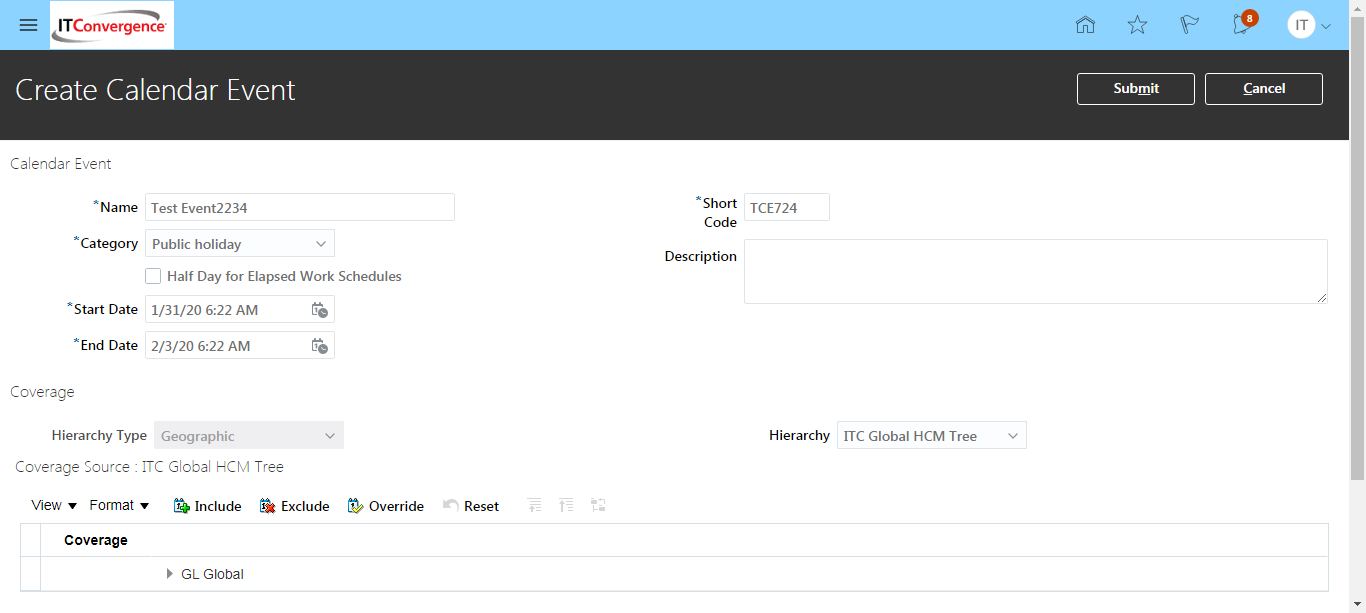 ITConvergence
8
IT
Create Calendar Event
Submit
Cancel
Calendar Event
*Name
Test Event2234
*Short Code
TCE724
*Category
Public holiday
Description
Half Day for Elapsed Work Schedules
*Start Date
1/31/20 6:22 AM
*End Date
2/3/20 6:22 AM
Coverage
Hierarchy Type
Geographic
Hierarchy
ITC Global HCM Tree
Coverage Source : ITC Global HCM Tree
View Format Include Exclude Override Reset
Coverage
GL Global